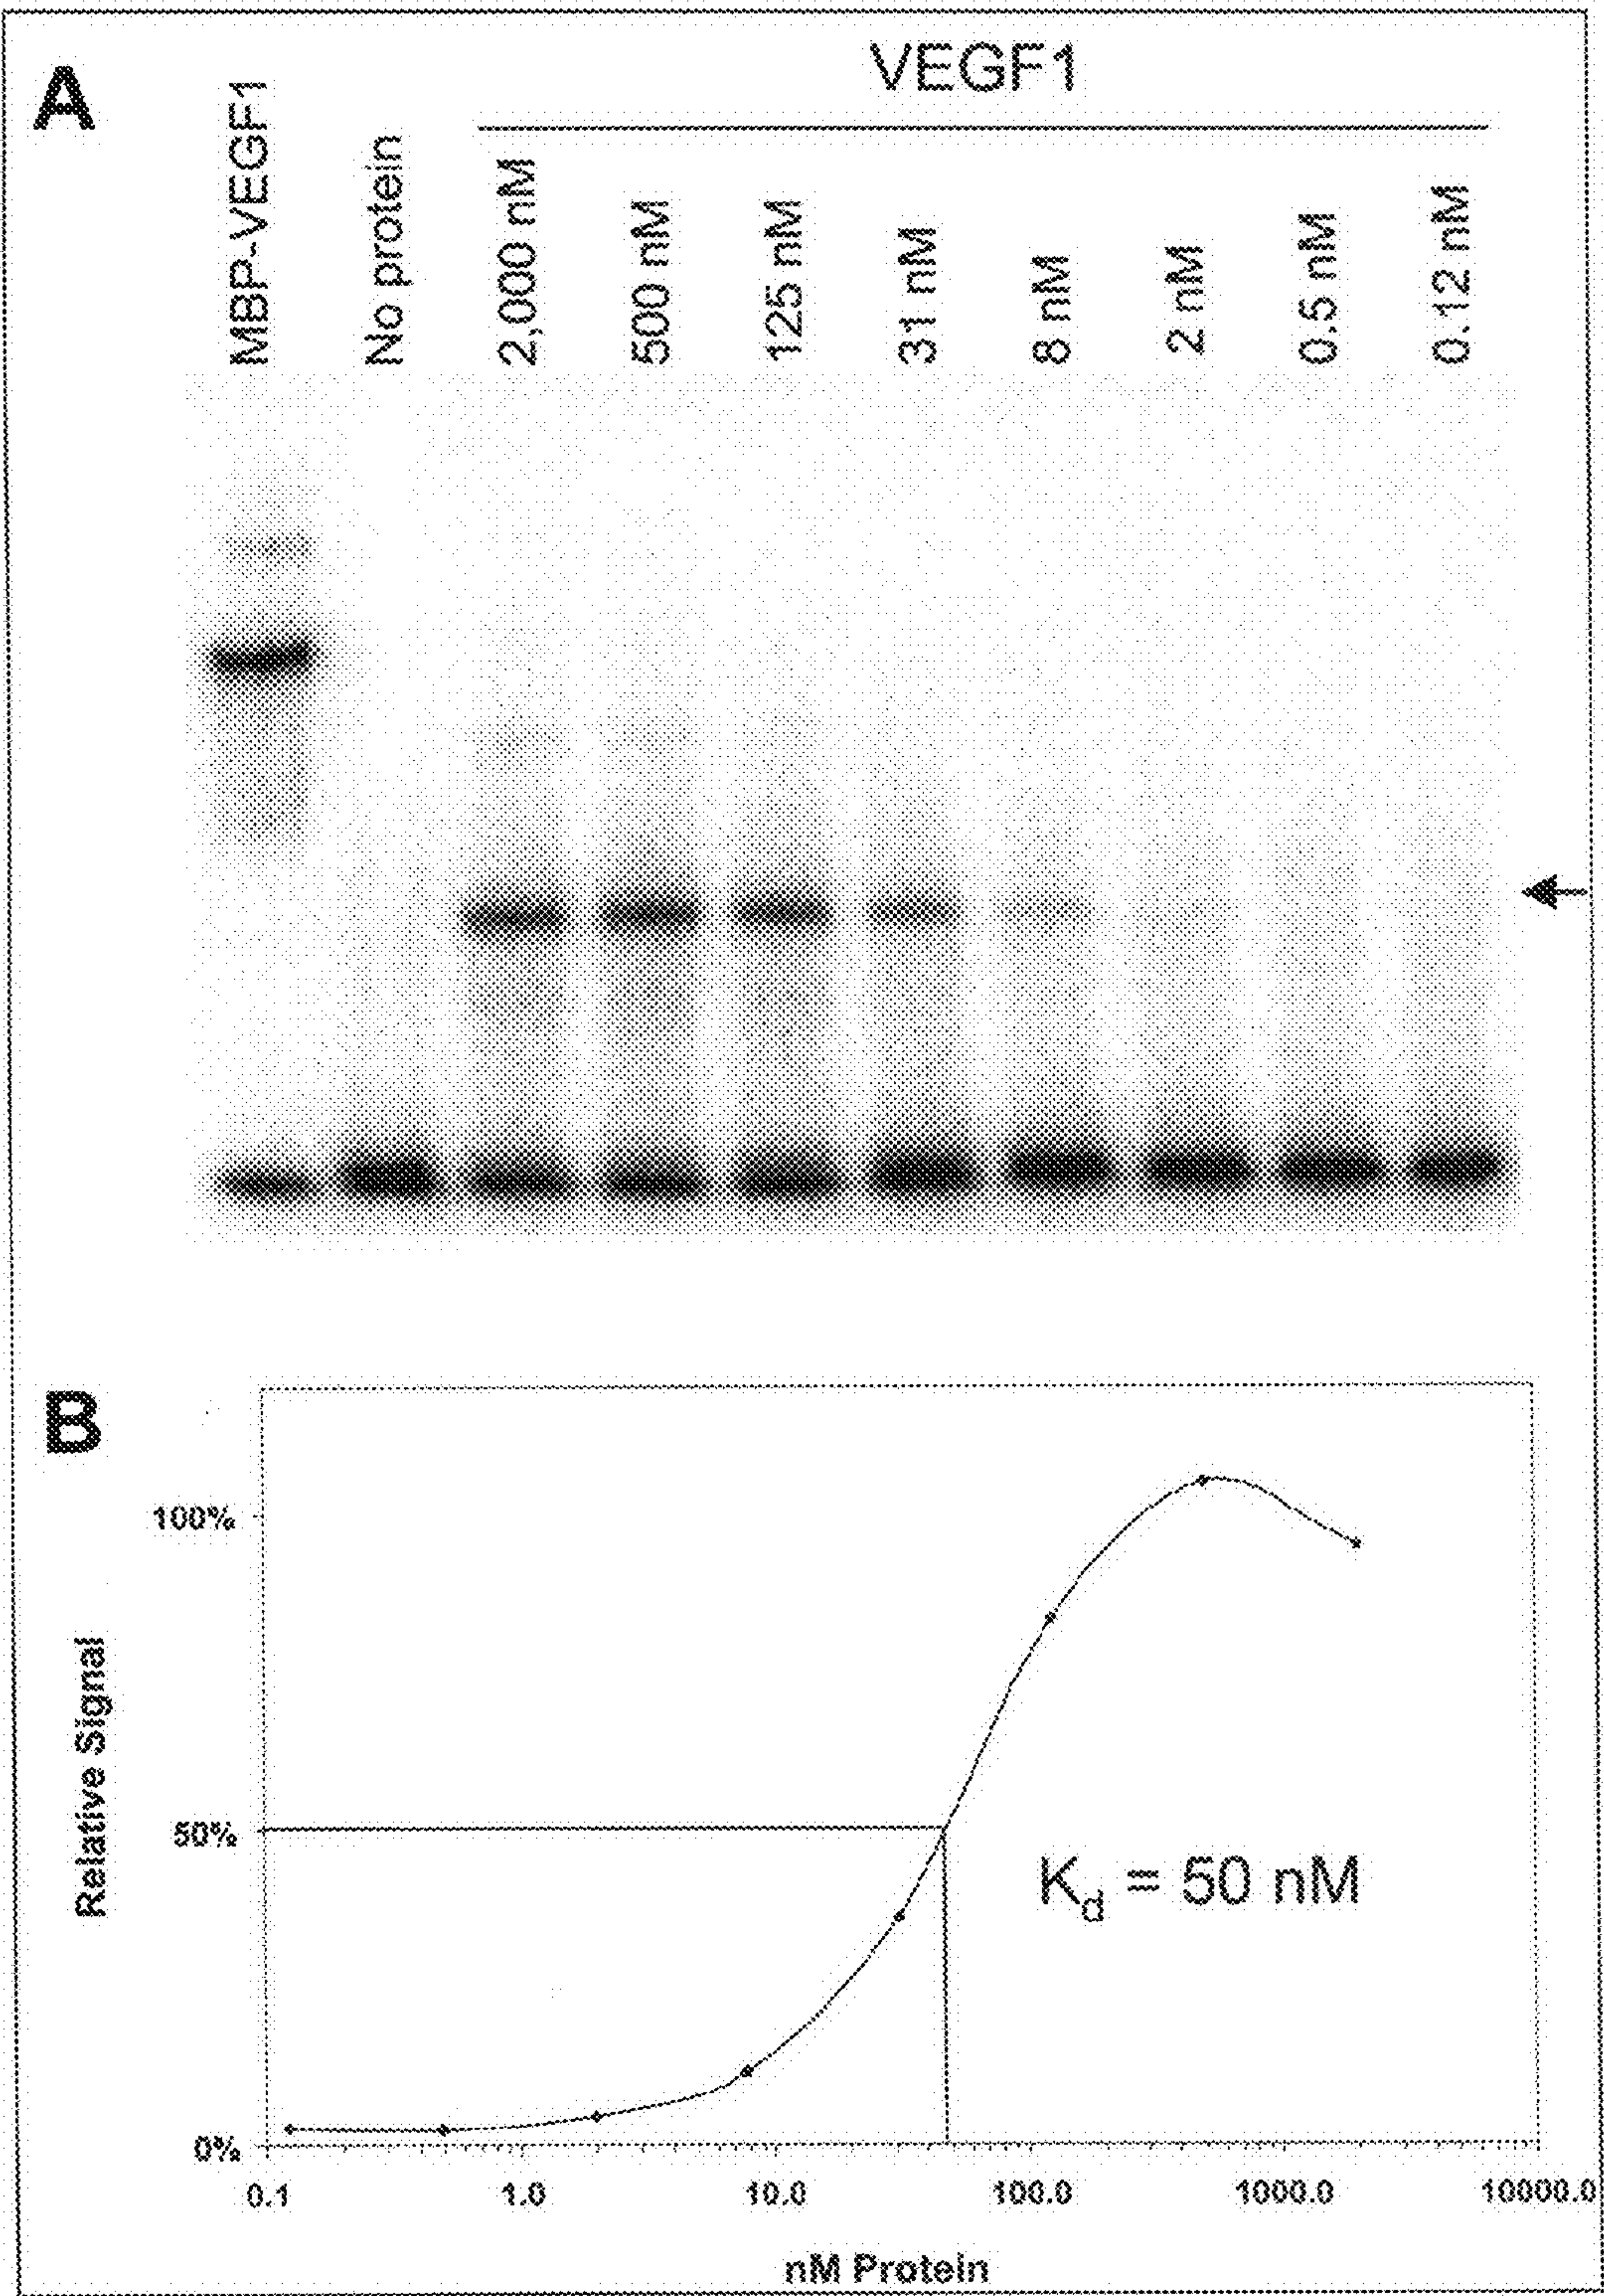 A
VEGF1
MBP-VEGF1
No protein
2,000 nM
500 nM
125 nM
31 nM
8 nM
2 nM
0.5 nM
0.12 nM
B
100%
50%
0%
Relative Signal
K_d = 50 nM
0.1 1.0 10.0 100.0 1000.0 10000.0
nM Protein